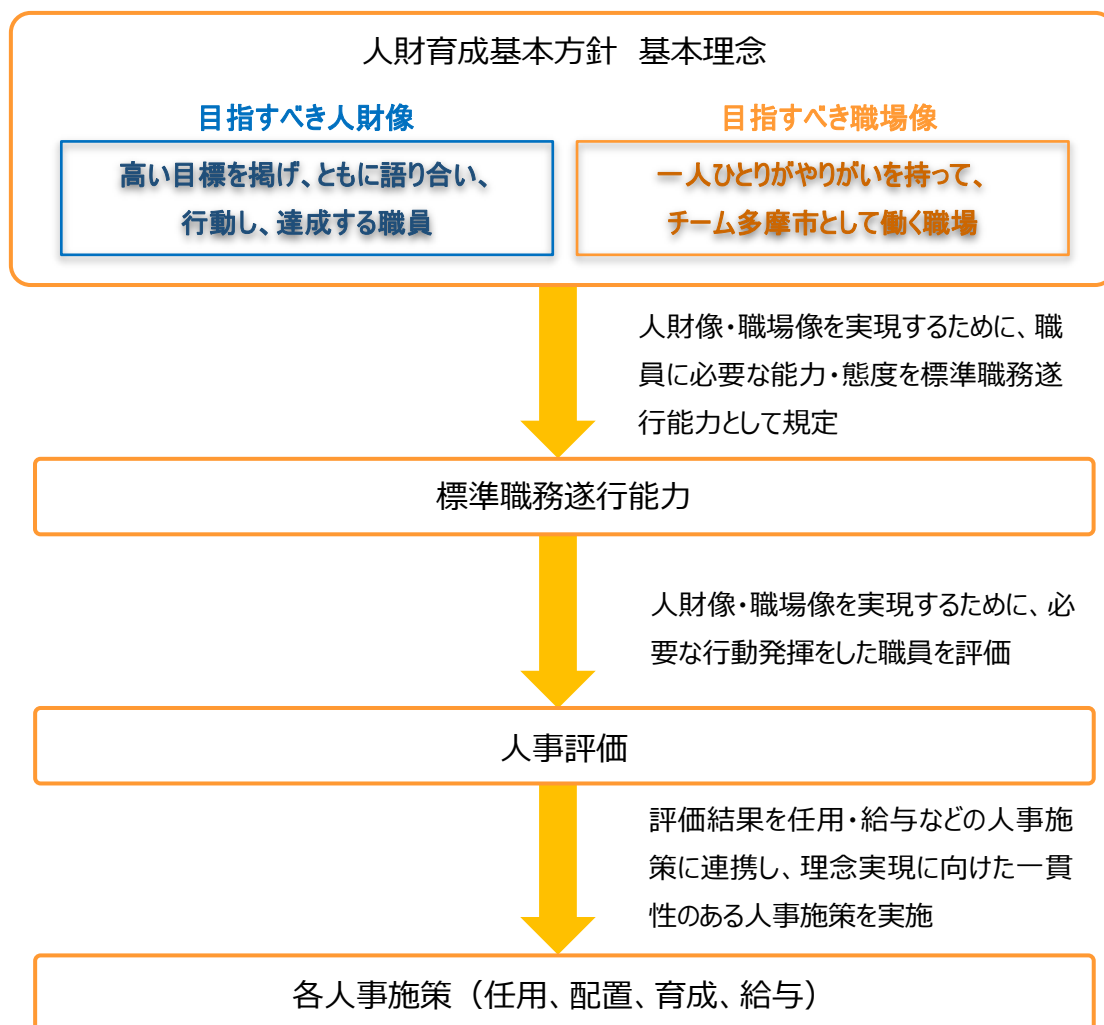 人財育成基本方針 基本理念
目指すべき人財像
高い目標を掲げ、ともに語り合い、
行動し、達成する職員
目指すべき職場像
一人ひとりがやりがいを持って、
チーム多摩市として働く職場
人財像・職場像を実現するために、職
員に必要な能力・態度を標準職務遂
行能力として規定
標準職務遂行能力
人財像・職場像を実現するために、必
要な行動発揮をした職員を評価
人事評価
評価結果を任用・給与などの人事施
策に連携し、理念実現に向けた一貫
性のある人事施策を実施
各人事施策（任用、配置、育成、給与）